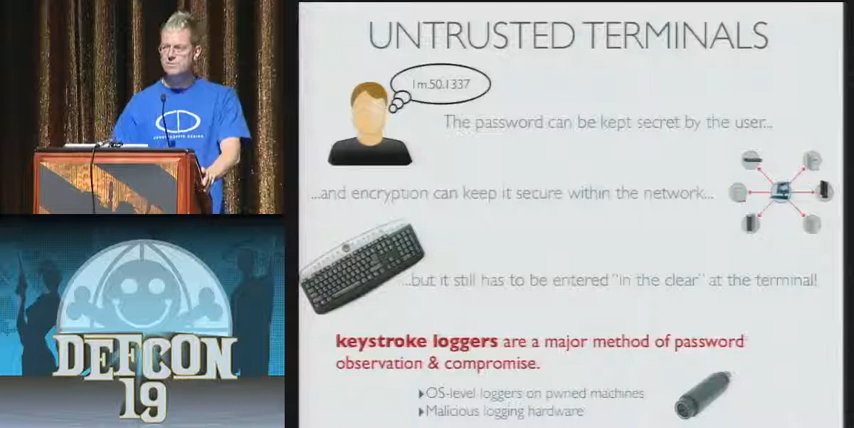 UNTRUSTED TERMINALS
1m.50.1337
The password can be kept secret by the user...
...and encryption can keep it secure within the network...
...but it still has to be entered "in the clear" at the terminal!
keystroke loggers are a major method of password
observation & compromise.
OS-level loggers on pwned machines
Malicious logging hardware
DEFCON
19